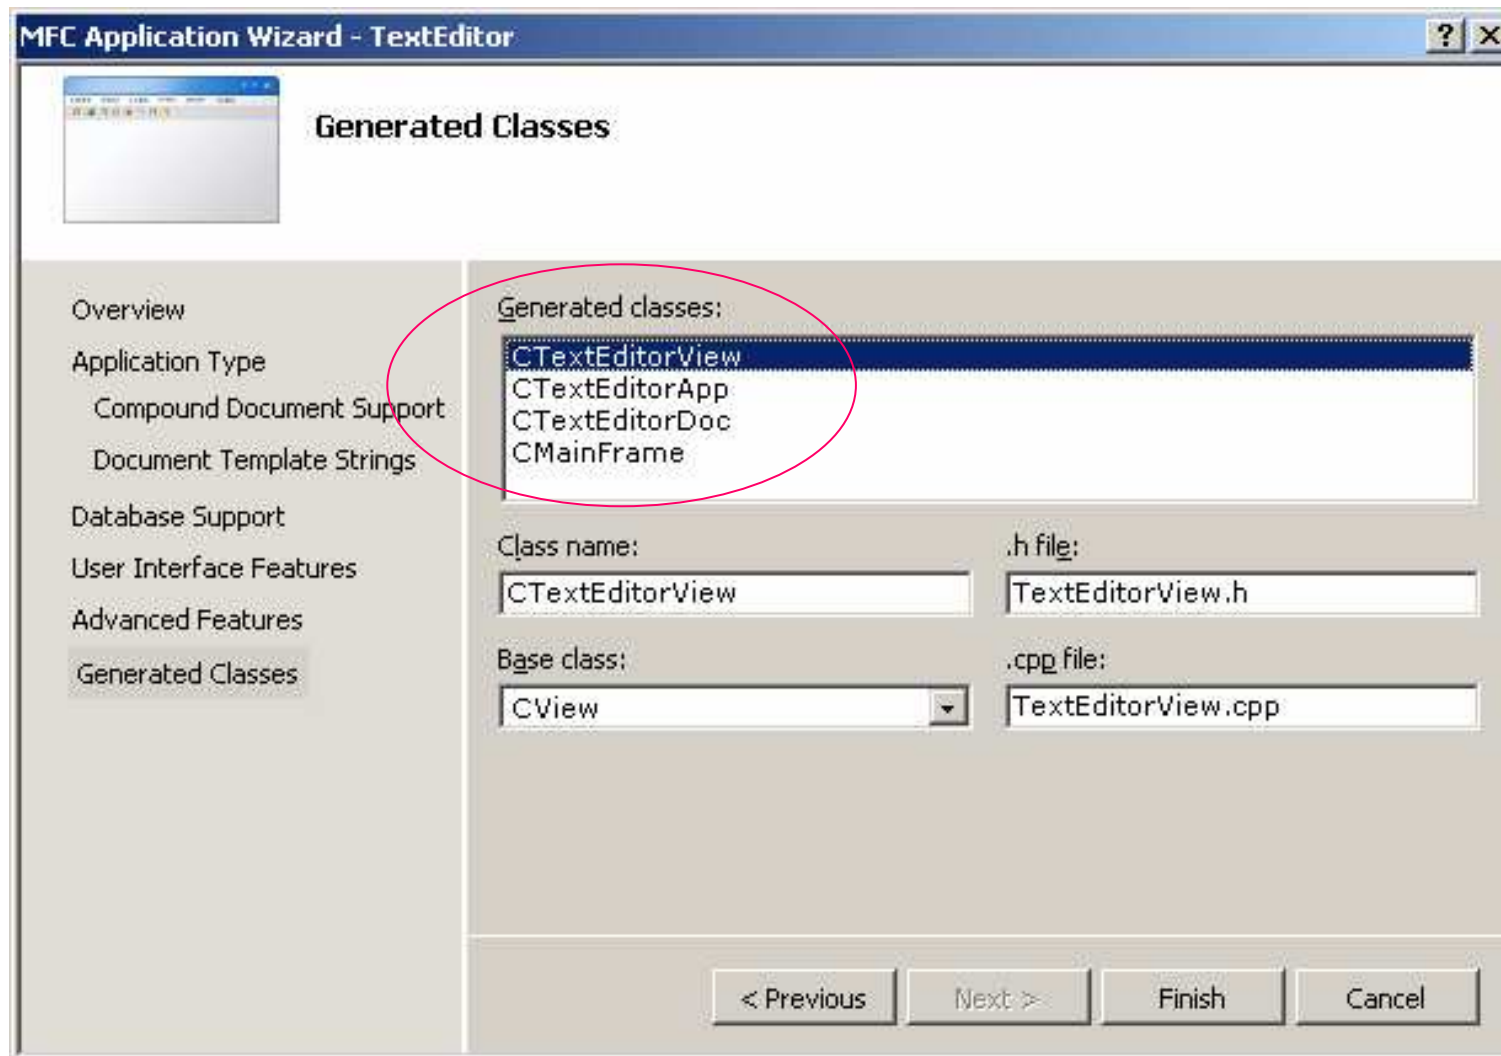 MFC Application Wizard - TextEditor
Generated Classes
Overview
Application Type
Compound Document Support
Document Template Strings
Database Support
User Interface Features
Advanced Features
Generated Classes
Generated classes:
CTextEditorView
CTextEditorApp
CTextEditorDoc
CMainFrame
Class name:
.h file:
CTextEditorView
TextEditorView.h
Base class:
.cpp file:
CView
TextEditorView.cpp
< Previous
Next >
Finish
Cancel